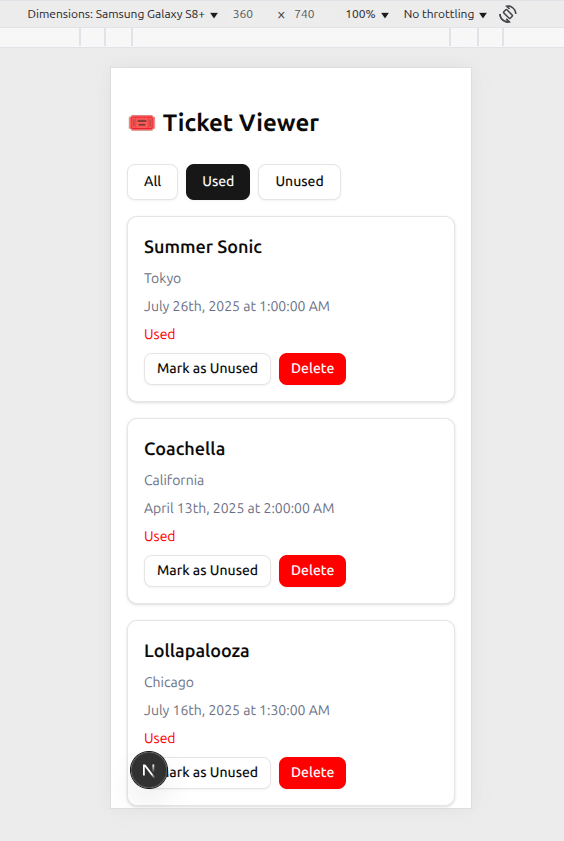 Dimensions: Samsung Galaxy S8+ 360 x 740 100% No throttling
Ticket Viewer
All Used Unused
Summer Sonic
Tokyo
July 26th, 2025 at 1:00:00 AM
Used
Mark as Unused Delete
Coachella
California
April 13th, 2025 at 2:00:00 AM
Used
Mark as Unused Delete
Lollapalooza
Chicago
July 16th, 2025 at 1:30:00 AM
Used
N ark as Unused Delete